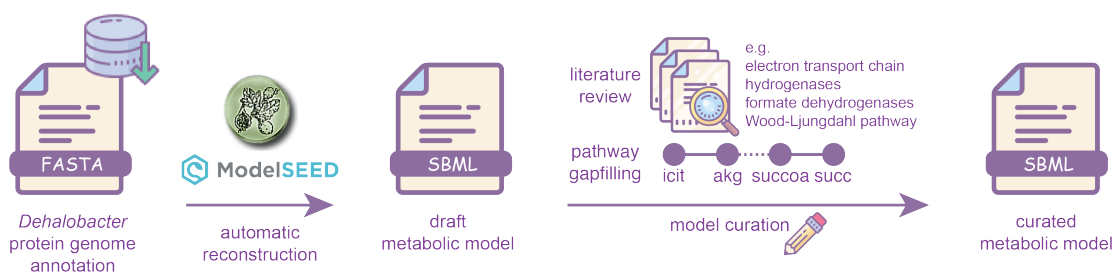 FASTA
Dehalobacter
protein genome
annotation
ModelSEED
automatic
reconstruction
SBML
draft
metabolic model
literature
review
e.g.
electron transport chain
hydrogenases
formate dehydrogenases
Wood-Ljungdahl pathway
pathway
gapfilling
icit akg succoa succ
model curation
SBML
curated
metabolic model